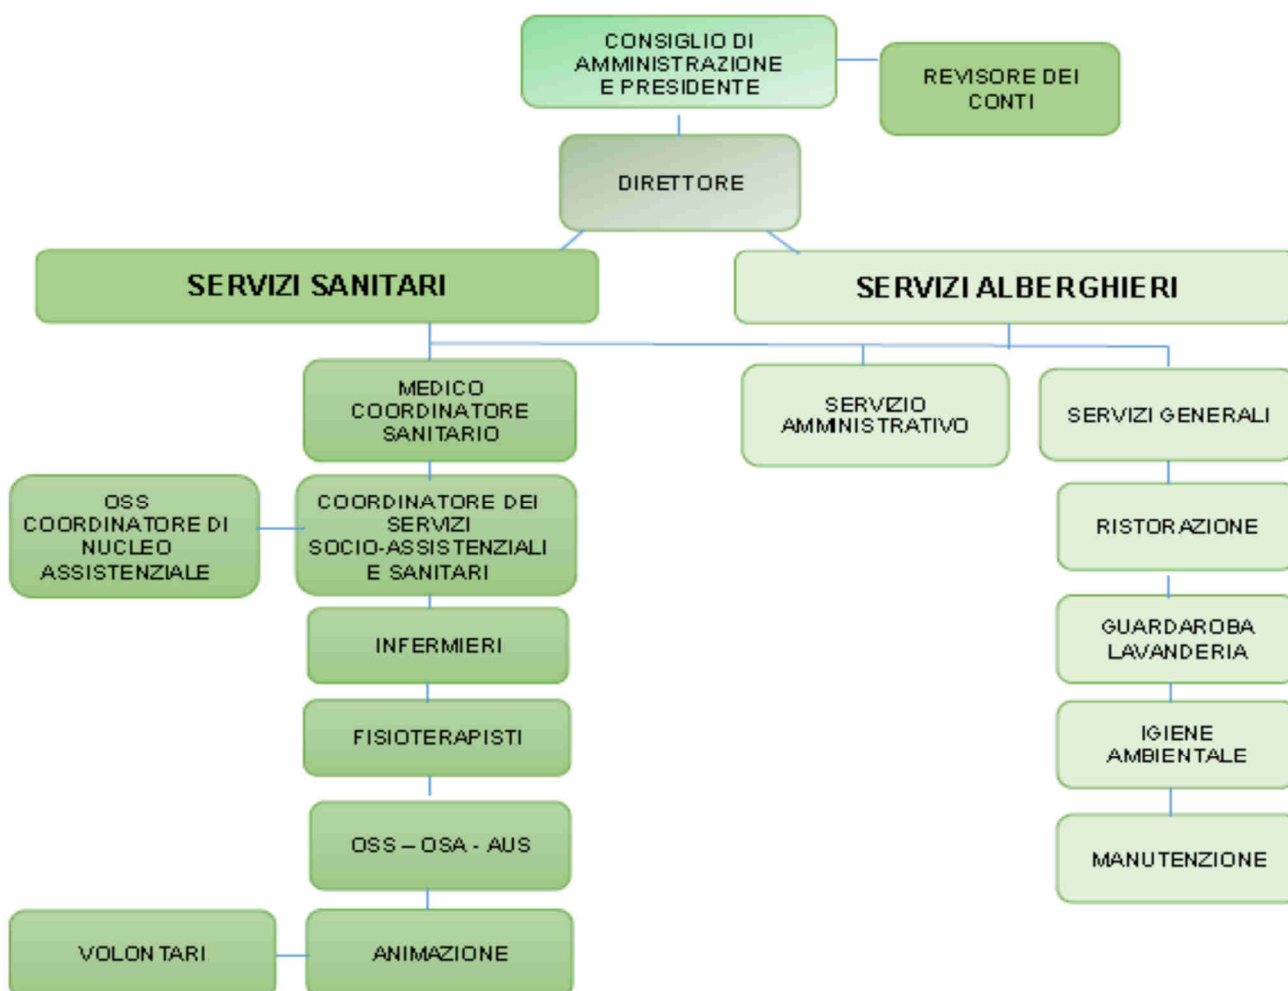 CONSIGLIO DI
AMMINISTRAZIONE
E PRESIDENTE
REVISORE DEI
CONTI
DIRETTORE
SERVIZI SANITARI
SERVIZI ALBERGHIERI
MEDICO
COORDINATORE
SANITARIO
SERVIZIO
AMMINISTRATIVO
SERVIZI GENERALI
OSS
COORDINATORE DI
NUCLEO
ASSISTENZIALE
COORDINATORE DEI
SERVIZI
SOCIO-ASSISTENZIALI
E SANITARI
RISTORAZIONE
INFERMIERI
GUARDAROBA
LAVANDERIA
FISIOTERAPISTI
IGIENE
AMBIENTALE
OSS – OSA - AUS
MANUTENZIONE
VOLONTARI
ANIMAZIONE